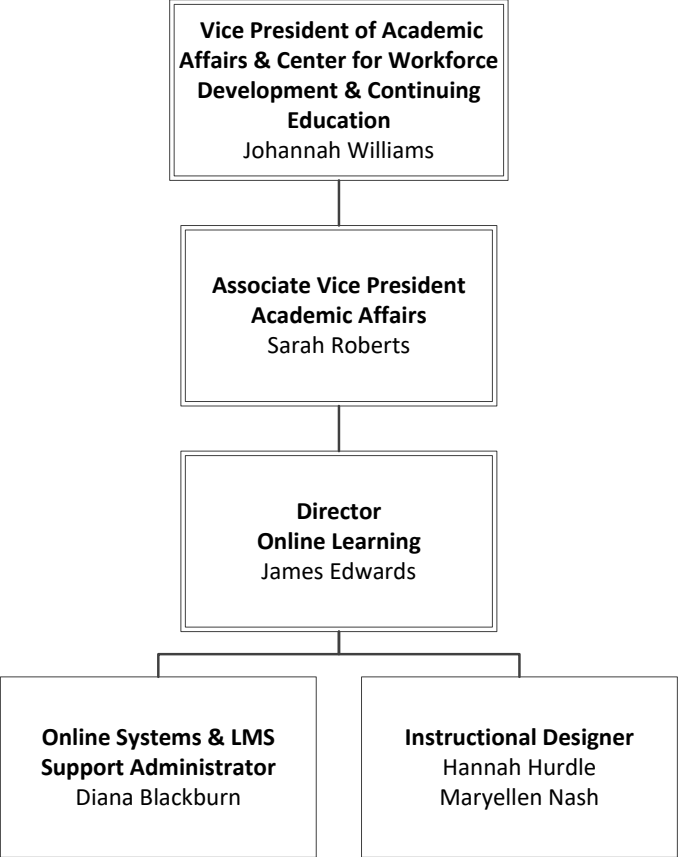 Vice President of Academic
Affairs & Center for Workforce
Development & Continuing
Education
Johannah Williams
Associate Vice President
Academic Affairs
Sarah Roberts
Director
Online Learning
James Edwards
Online Systems & LMS
Support Administrator
Diana Blackburn
Instructional Designer
Hannah Hurdle
Maryellen Nash